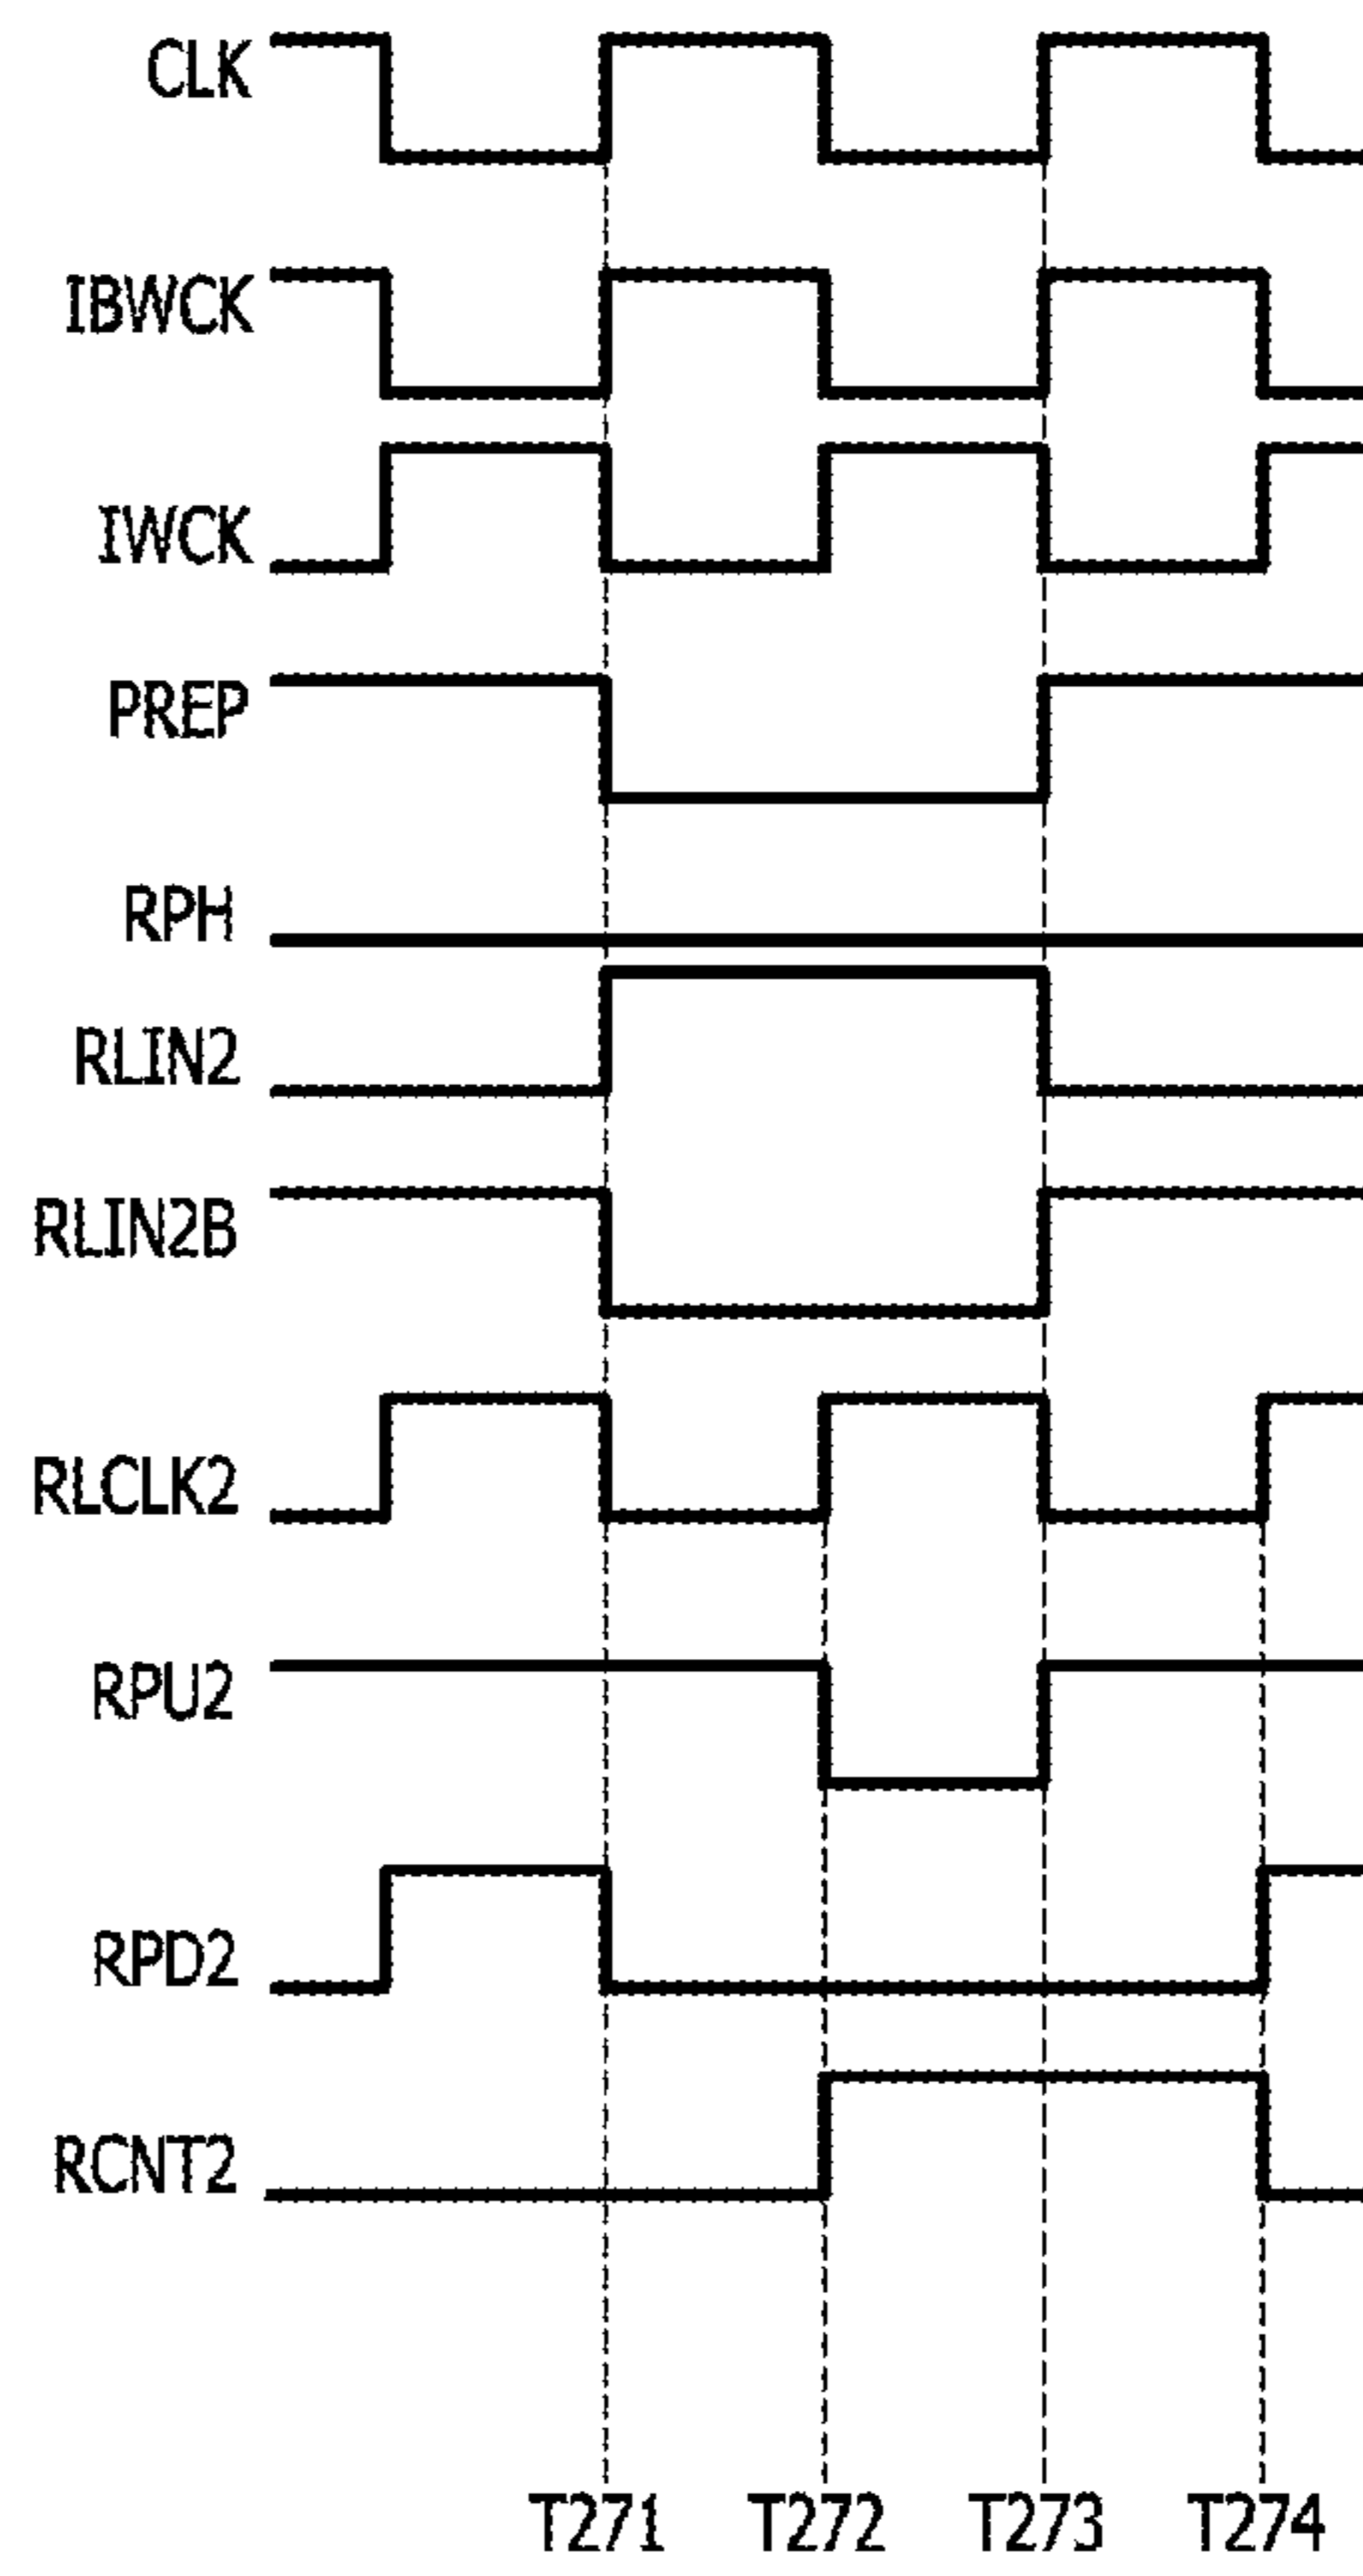 CLK
IBWCK
IWCK
PREP
RPH
RLIN2
RLIN2B
RLCLK2
RPU2
RPD2
RCNT2
T271 T272 T273 T274